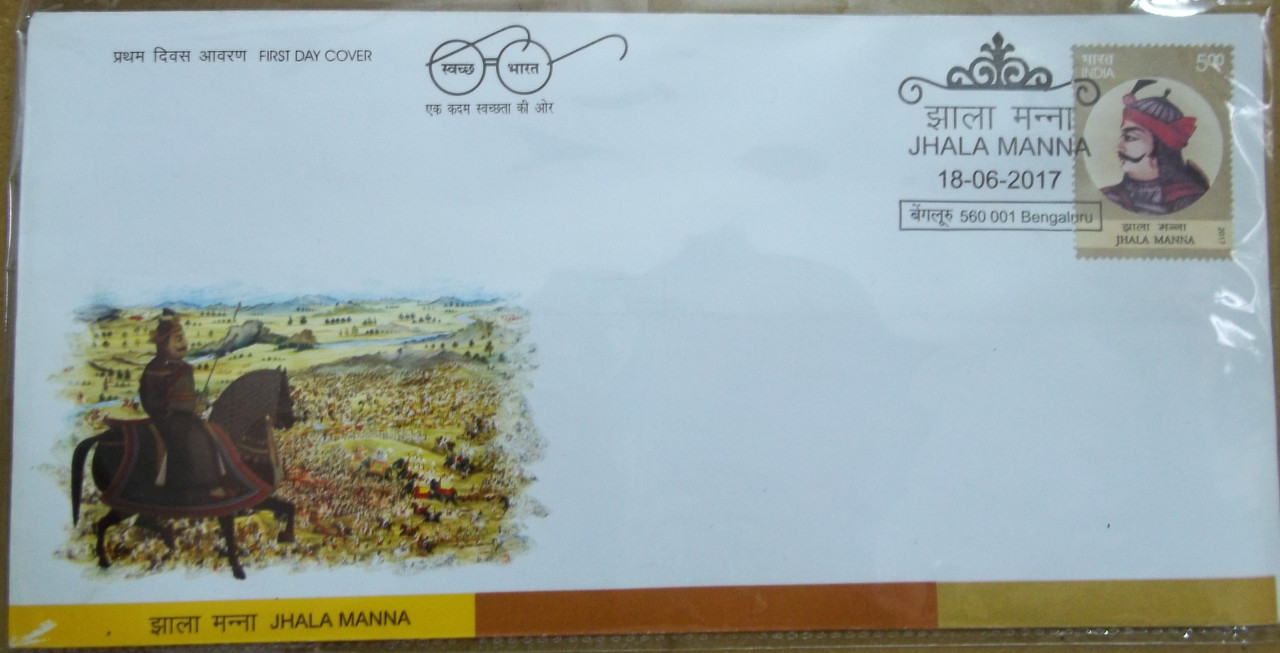 प्रथम दिवस आवरण FIRST DAY COVER
स्वच्छ भारत
एक कदम स्वच्छता की ओर
झाला मन्ना
JHALA MANNA
18-06-2017
बेंगलूरु 560 001 Bengaluru
भारत 500
INDIA
झाला मन्ना
JHALA MANNA
2017
झाला मन्ना JHALA MANNA